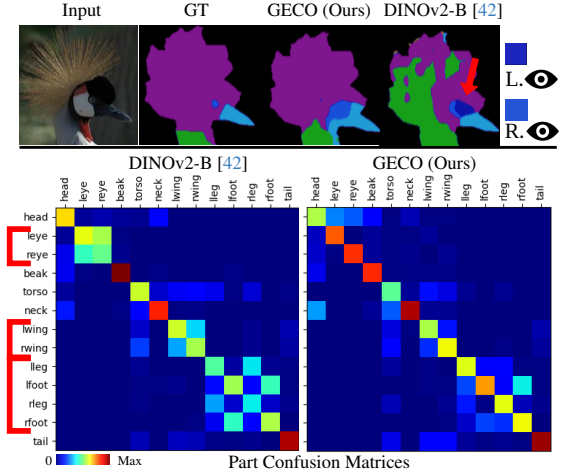 Input GT GECO (Ours) DINOv2-B [42]
L.
R.
DINOv2-B [42] GECO (Ours)
head leye reye beak torso neck lwing rwing lleg lfoot rleg rfoot tail
head leye reye beak torso neck lwing rwing lleg lfoot rleg rfoot tail
head
leye
reye
beak
torso
neck
lwing
rwing
lleg
lfoot
rleg
rfoot
tail
0 Max Part Confusion Matrices